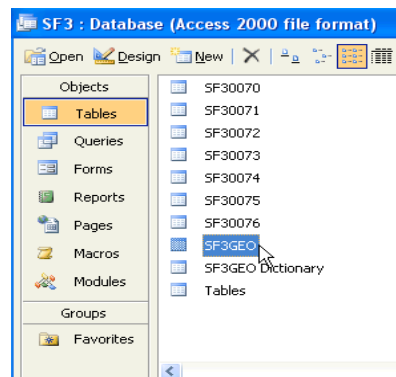 SF3 : Database (Access 2000 file format)
Open Design New
Objects
Tables
Queries
Forms
Reports
Pages
Macros
Modules
Groups
Favorites
SF30070
SF30071
SF30072
SF30073
SF30074
SF30075
SF30076
SF3GEO
SF3GEO Dictionary
Tables